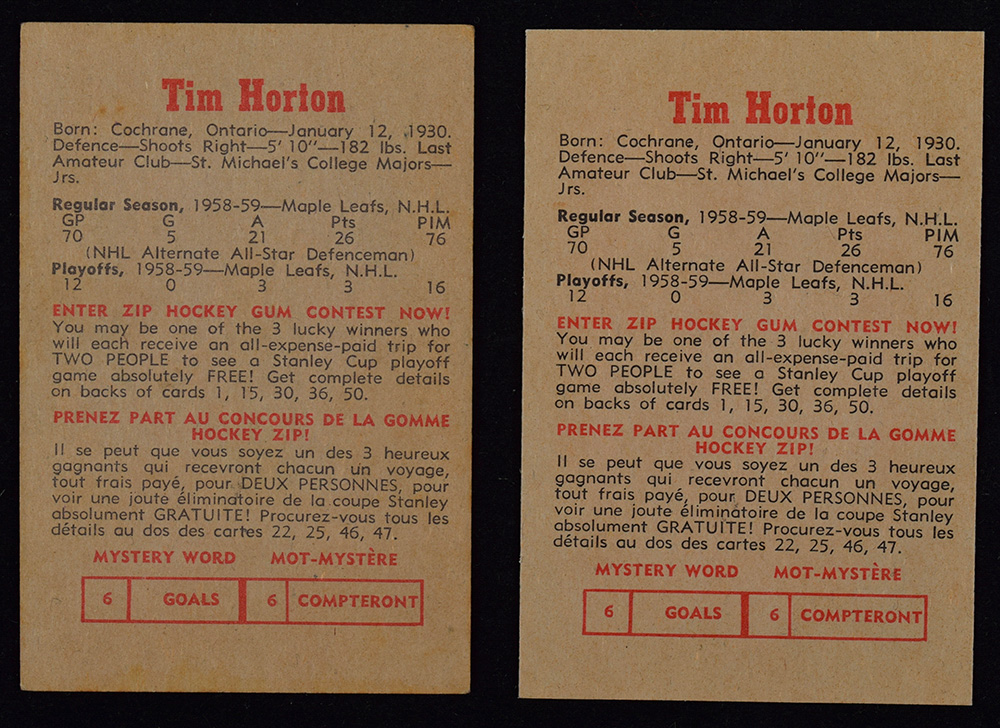 Tim Horton
Born: Cochrane, Ontario—January 12, 1930.
Defence—Shoots Right—5' 10"—182 lbs. Last
Amateur Club—St. Michael's College Majors—
Jrs.
Regular Season, 1958-59—Maple Leafs, N.H.L.
GP G A Pts PIM
70 5 21 26 76
(NHL Alternate All-Star Defenceman)
Playoffs, 1958-59—Maple Leafs, N.H.L.
12 0 3 3 16
ENTER ZIP HOCKEY GUM CONTEST NOW!
You may be one of the 3 lucky winners who
will each receive an all-expense-paid trip for
TWO PEOPLE to see a Stanley Cup playoff
game absolutely FREE! Get complete details
on backs of cards 1, 15, 30, 36, 50.
PRENEZ PART AU CONCOURS DE LA GOMME
HOCKEY ZIP!
Il se peut que vous soyez un des 3 heureux
gagnants qui recevront chacun un voyage,
tout frais payé, pour DEUX PERSONNES, pour
voir une joute éliminatoire de la coupe Stanley
absolument GRATUITE! Procurez-vous tous les
détails au dos des cartes 22, 25, 46, 47.
MYSTERY WORD MOT-MYSTÈRE
6 GOALS 6 COMPTERONT
Tim Horton
Born: Cochrane, Ontario—January 12, 1930.
Defence—Shoots Right—5' 10"—182 lbs. Last
Amateur Club—St. Michael's College Majors—
Jrs.
Regular Season, 1958-59—Maple Leafs, N.H.L.
GP G A Pts PIM
70 5 21 26 76
(NHL Alternate All-Star Defenceman)
Playoffs, 1958-59—Maple Leafs, N.H.L.
12 0 3 3 16
ENTER ZIP HOCKEY GUM CONTEST NOW!
You may be one of the 3 lucky winners who
will each receive an all-expense-paid trip for
TWO PEOPLE to see a Stanley Cup playoff
game absolutely FREE! Get complete details
on backs of cards 1, 15, 30, 36, 50.
PRENEZ PART AU CONCOURS DE LA GOMME
HOCKEY ZIP!
Il se peut que vous soyez un des 3 heureux
gagnants qui recevront chacun un voyage,
tout frais payé, pour DEUX PERSONNES, pour
voir une joute éliminatoire de la coupe Stanley
absolument GRATUITE! Procurez-vous tous les
détails au dos des cartes 22, 25, 46, 47.
MYSTERY WORD MOT-MYSTÈRE
6 GOALS 6 COMPTERONT